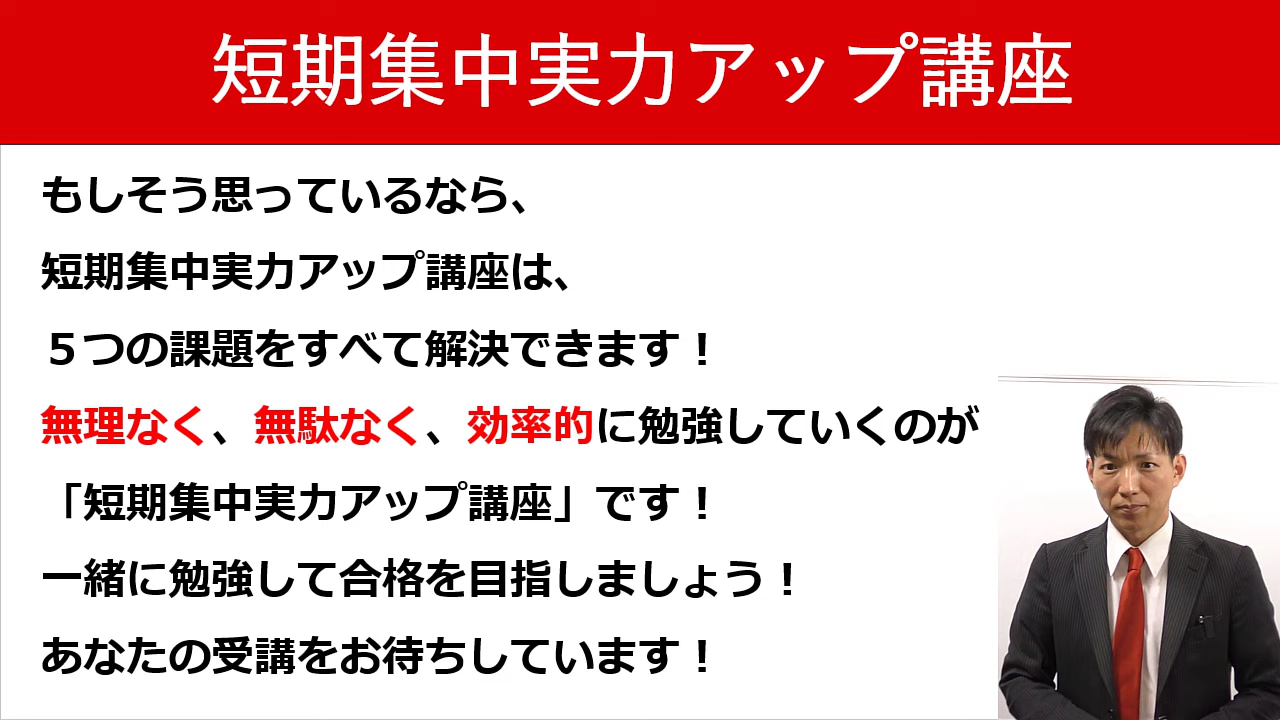 短期集中実力アップ講座
もしそう思っているなら、
短期集中実力アップ講座は、
５つの課題をすべて解決できます！
無理なく、無駄なく、効率的に勉強していくのが
「短期集中実力アップ講座」です！
一緒に勉強して合格を目指しましょう！
あなたの受講をお待ちしています！